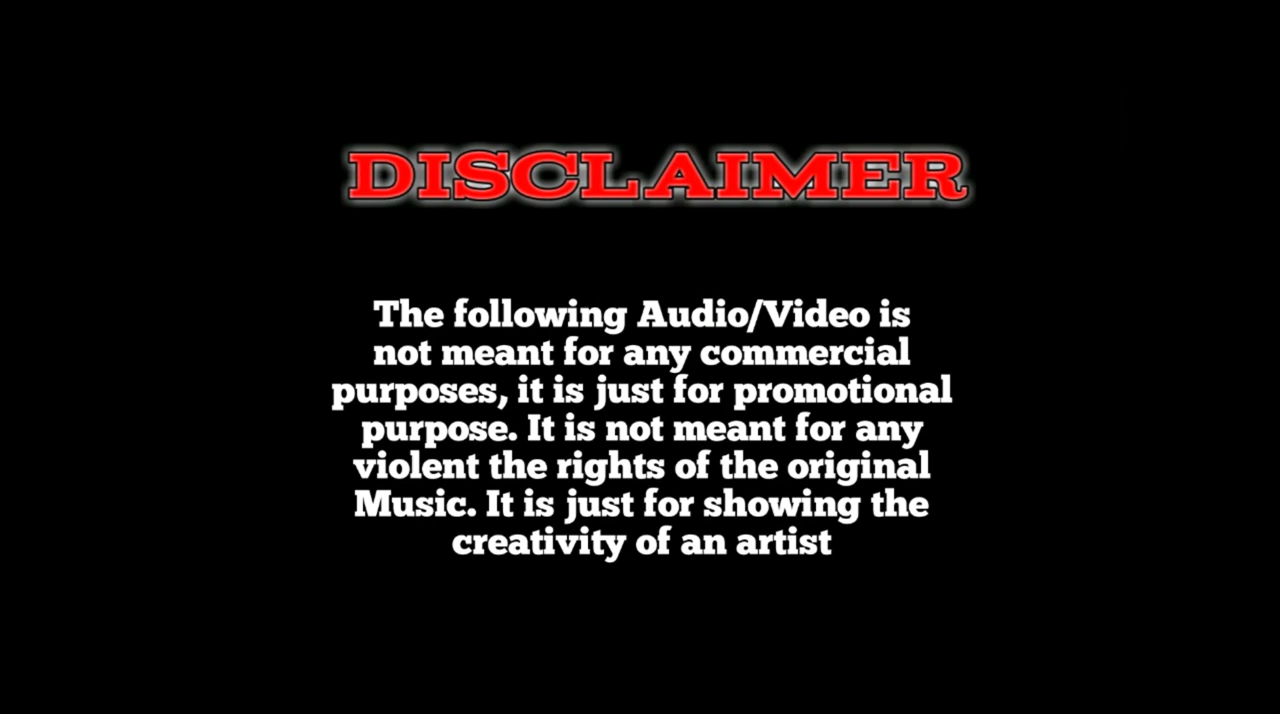 DISCLAIMER
The following Audio/Video is
not meant for any commercial
purposes, it is just for promotional
purpose. It is not meant for any
violent the rights of the original
Music. It is just for showing the
creativity of an artist